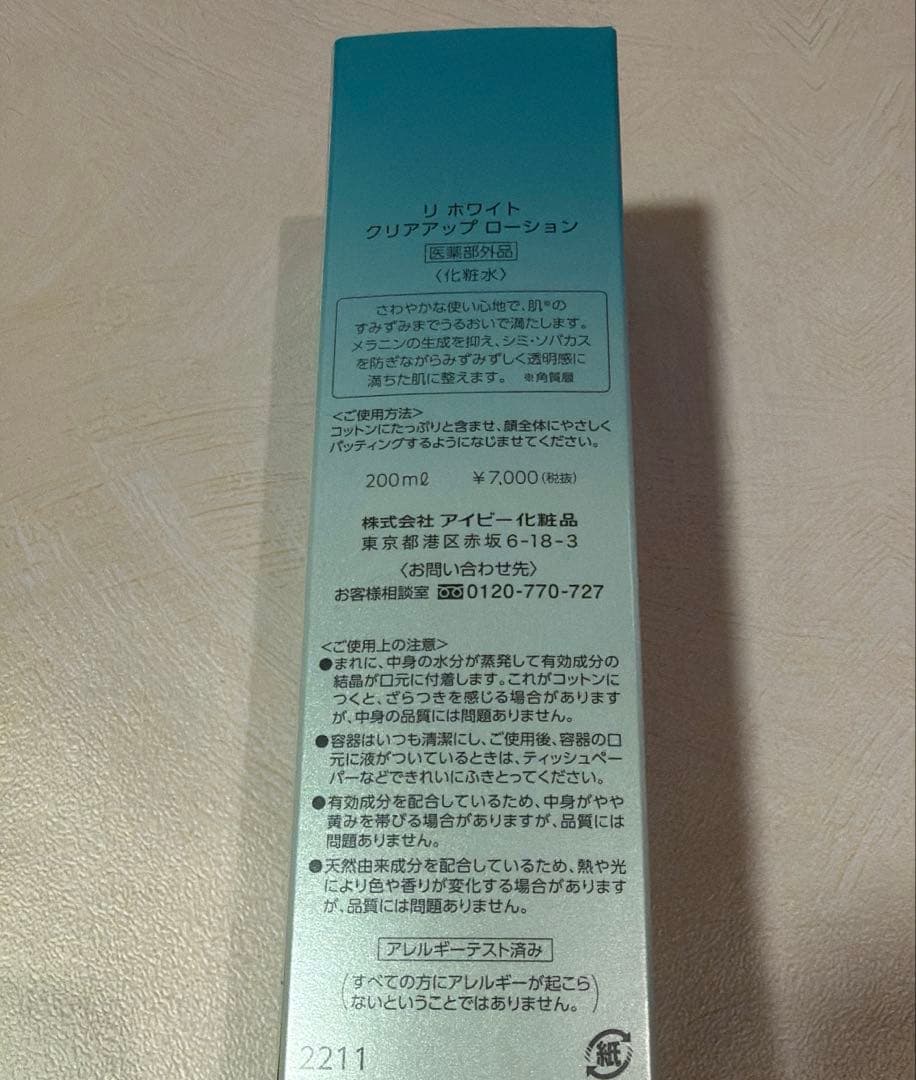 リ ホワイト
クリアアップ ローション
医薬部外品
〈化粧水〉
さわやかな使い心地で、肌※の
すみずみまでうるおいで満たします。
メラニンの生成を抑え、シミ・ソバカス
を防ぎながらみずみずしく透明感に
満ちた肌に整えます。 ※角質層
<ご使用方法>
コットンにたっぷりと含ませ、顔全体にやさしく
パッティングするようになじませてください。
200mℓ ¥7,000(税抜)
株式会社 アイビー化粧品
東京都港区赤坂6-18-3
〈お問い合わせ先〉
お客様相談室 0120-770-727
<ご使用上の注意>
●まれに、中身の水分が蒸発して有効成分の
結晶が口元に付着します。これがコットンに
つくと、ざらつきを感じる場合があります
が、中身の品質には問題ありません。
●容器はいつも清潔にし、ご使用後、容器の口
元に液がついているときは、ティッシュペー
パーなどできれいにふきとってください。
●有効成分を配合しているため、中身がやや
黄みを帯びる場合がありますが、品質には
問題ありません。
●天然由来成分を配合しているため、熱や光
により色や香りが変化する場合があります
が、品質には問題ありません。
アレルギーテスト済み
(すべての方にアレルギーが起こら
ないということではありません。)
2211
紙